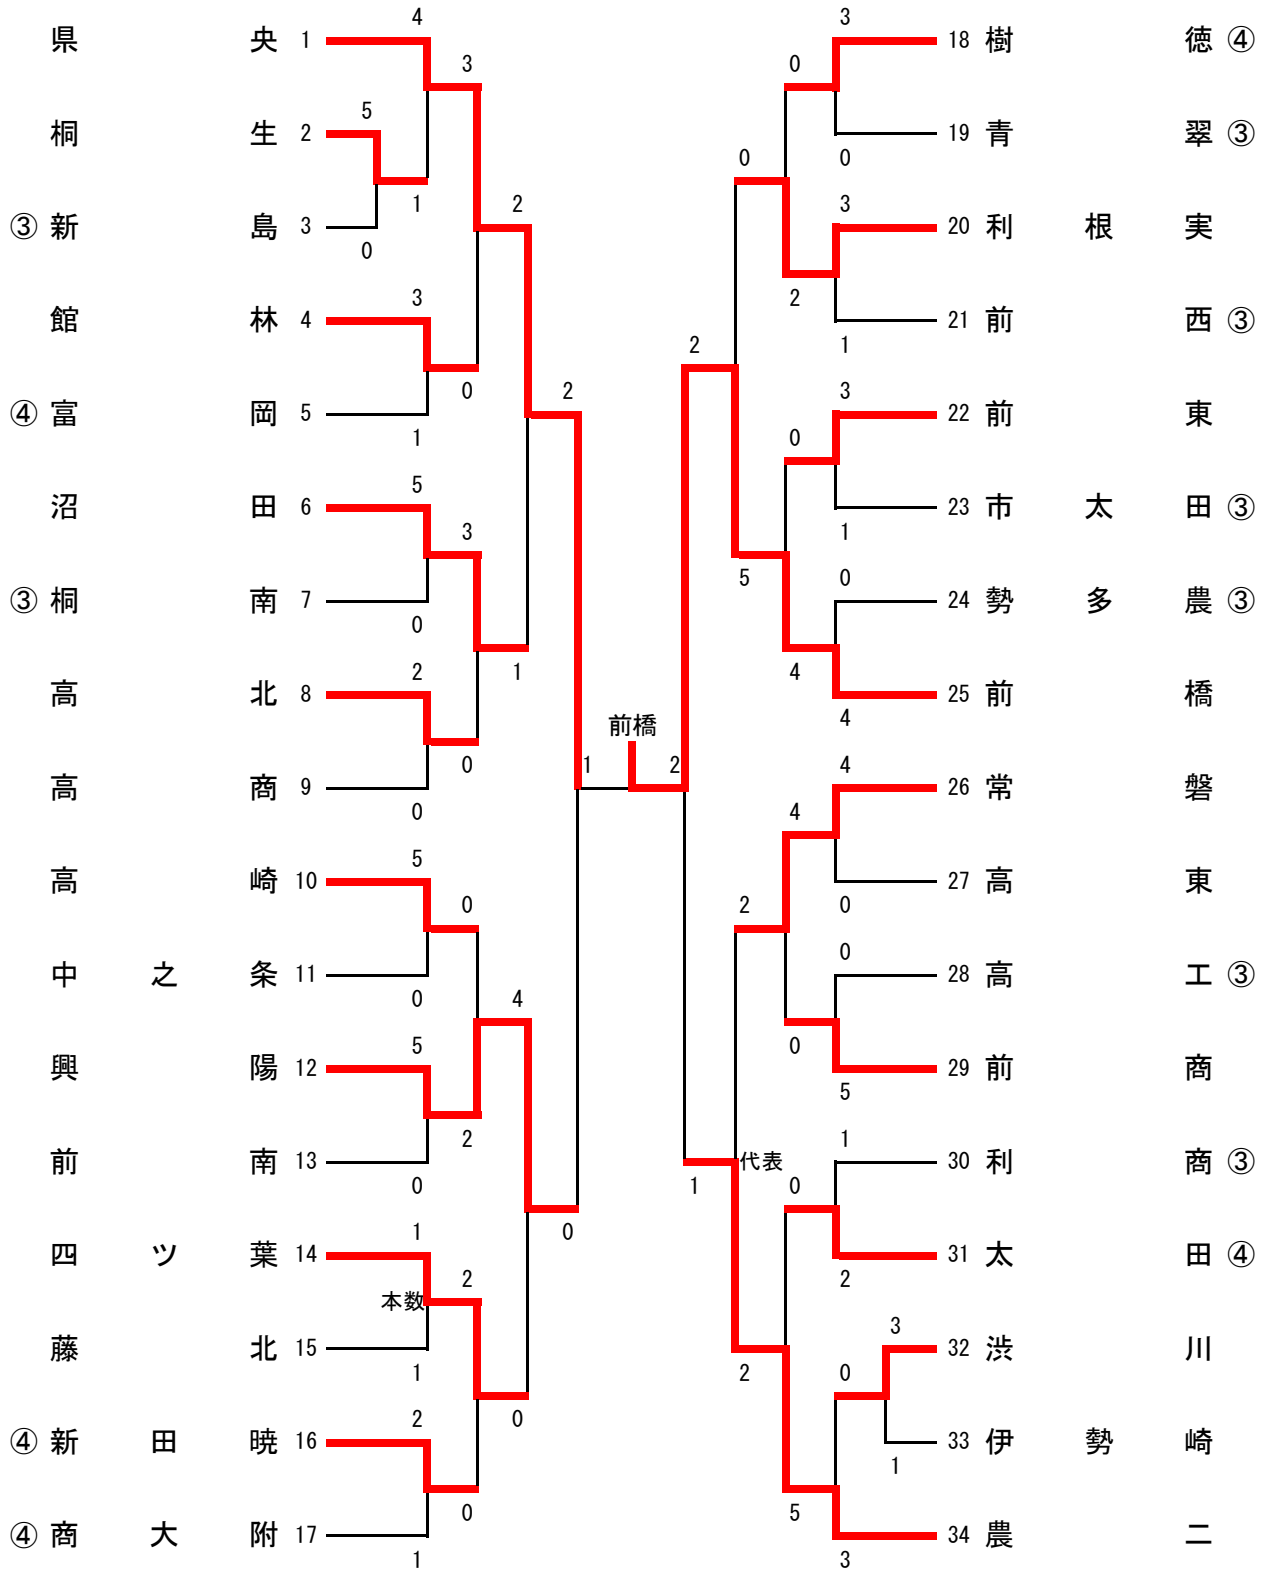 県央 1
桐生 2
③ 新島 3
館林 4
④ 富岡 5
沼田 6
③ 桐南 7
高北 8
高商 9
高崎 10
中之条 11
興陽 12
前南 13
四ツ葉 14
藤北 15
④ 新田暁 16
④ 商大附 17
4
5
1
0
3
1
5
0
2
0
5
0
5
0
1
本数
1
2
1
3
0
3
0
0
2
2
0
2
1
4
0
2
0
1
前橋
2
2
1
0
5
2
代表
2
0
2
0
4
4
0
0
5
3
0
3
1
3
1
0
4
4
0
0
5
1
2
0
3
3
1
18 樹徳 ④
19 青翠 ③
20 利根実
21 前西 ③
22 前東
23 市太田 ③
24 勢多農 ③
25 前橋
26 常磐
27 高東
28 高工 ③
29 前商
30 利商 ③
31 太田 ④
32 渋川
33 伊勢崎
34 農二